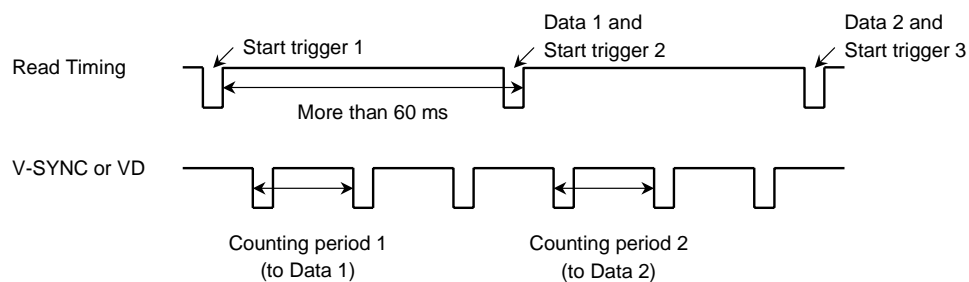 Start trigger 1
Data 1 and
Start trigger 2
Data 2 and
Start trigger 3
Read Timing
More than 60 ms
V-SYNC or VD
Counting period 1
(to Data 1)
Counting period 2
(to Data 2)